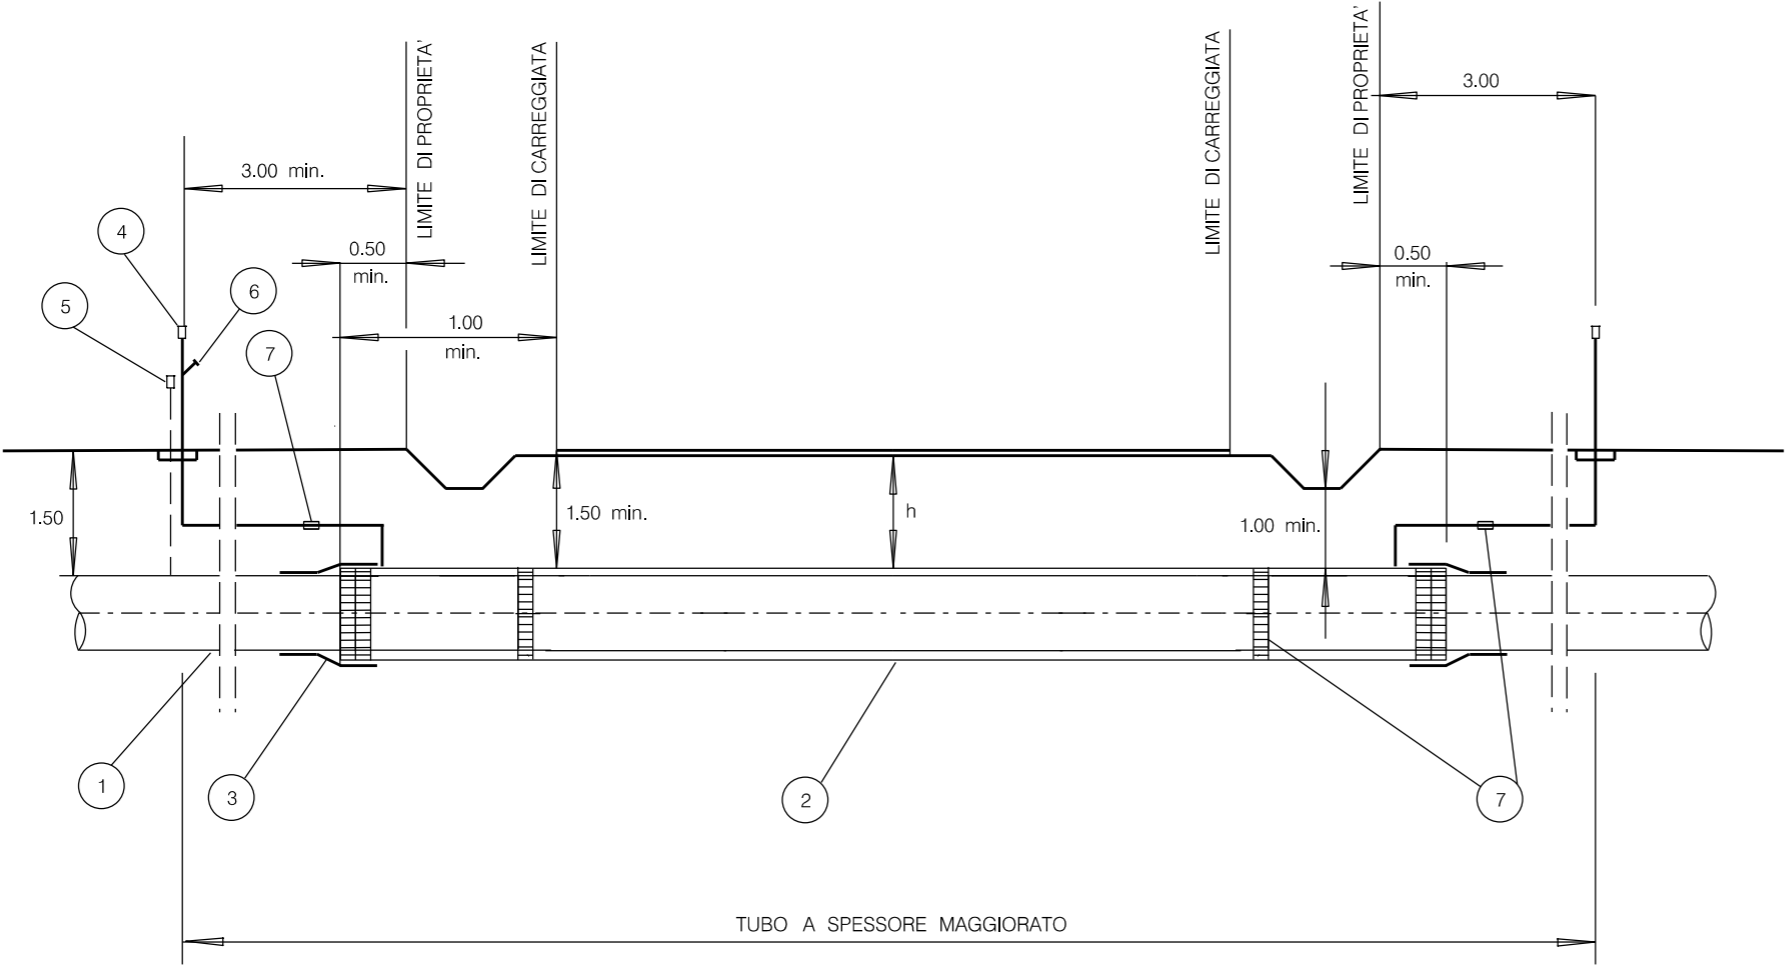 LIMITE DI PROPRIETA'
LIMITE DI CARREGGIATA
LIMITE DI CARREGGIATA
LIMITE DI PROPRIETA'
3.00
3.00 min.
4
0.50
min.
0.50
min.
5
6
1.00
min.
7
1.50
1.50 min.
h
1.00 min.
1
3
2
7
TUBO A SPESSORE MAGGIORATO